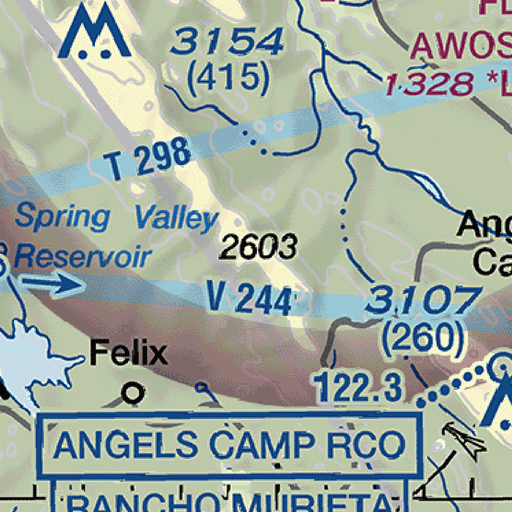 3154
(415)
AWOS
1328 *L
T 298
Spring Valley
Reservoir
2603
V 244
3107
(260)
Felix
122.3
ANGELS CAMP RCO
RANCHO MURIETA